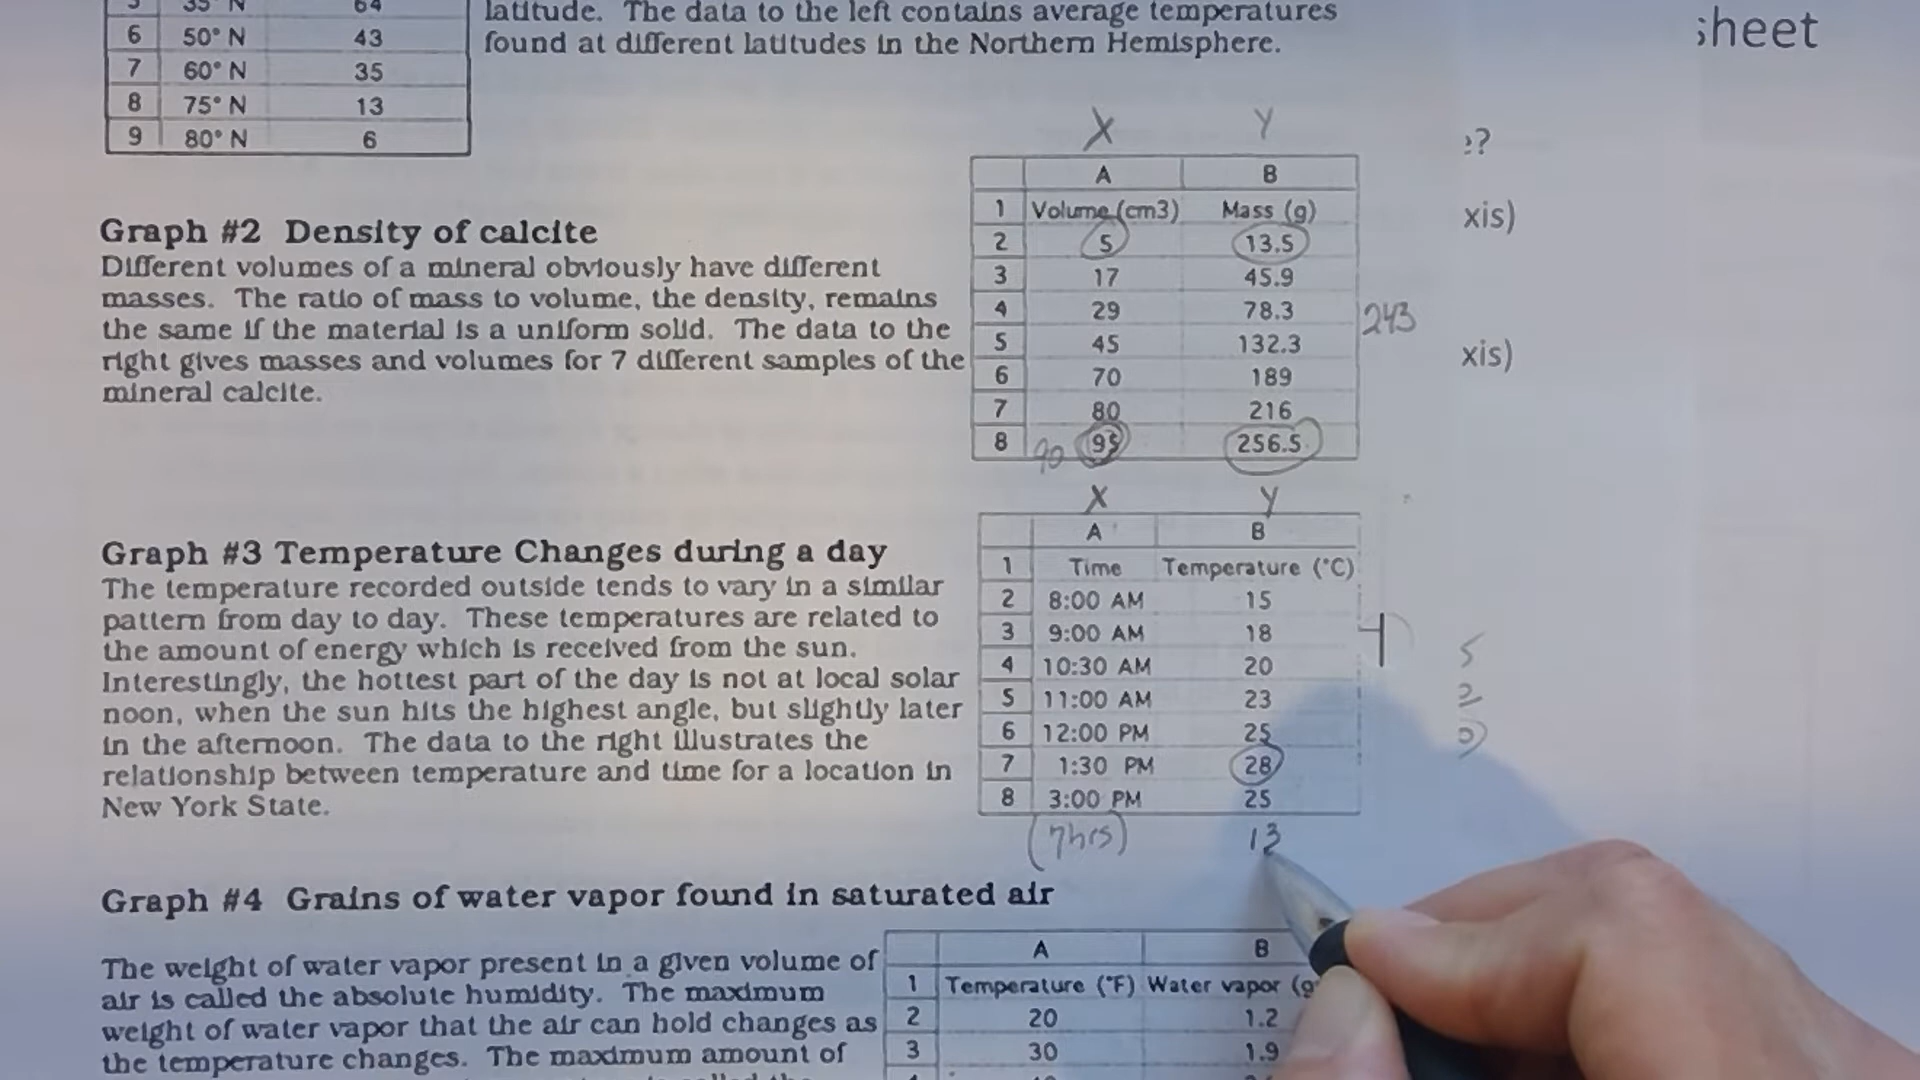 35° N 64
6 50° N 43
7 60° N 35
8 75° N 13
9 80° N 6
latitude. The data to the left contains average temperatures
found at different latitudes in the Northern Hemisphere.
sheet
e?
xis)
xis)
Graph #2 Density of calcite
Different volumes of a mineral obviously have different
masses. The ratio of mass to volume, the density, remains
the same if the material is a uniform solid. The data to the
right gives masses and volumes for 7 different samples of the
mineral calcite.
X Y
A B
1 Volume (cm3) Mass (g)
2 5 13.5
3 17 45.9
4 29 78.3
5 45 132.3
6 70 189
7 80 216
8 95 256.5
90
243
Graph #3 Temperature Changes during a day
The temperature recorded outside tends to vary in a similar
pattern from day to day. These temperatures are related to
the amount of energy which is received from the sun.
Interestingly, the hottest part of the day is not at local solar
noon, when the sun hits the highest angle, but slightly later
in the afternoon. The data to the right illustrates the
relationship between temperature and time for a location in
New York State.
X Y
A B
1 Time Temperature (°C)
2 8:00 AM 15
3 9:00 AM 18
4 10:30 AM 20
5 11:00 AM 23
6 12:00 PM 25
7 1:30 PM 28
8 3:00 PM 25
(7hrs) 13
Graph #4 Grains of water vapor found in saturated air
The weight of water vapor present in a given volume of
air is called the absolute humidity. The maximum
weight of water vapor that the air can hold changes as
the temperature changes. The maximum amount of
A B
1 Temperature (°F) Water vapor (g
2 20 1.2
3 30 1.9